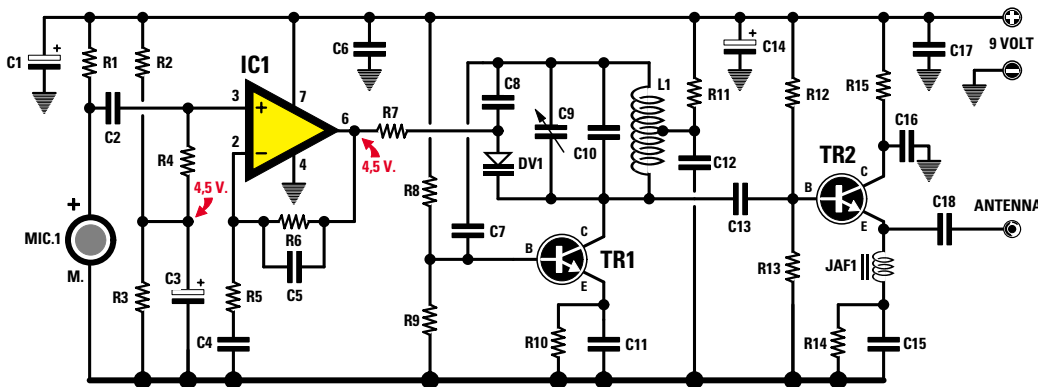 C1
+
R1
R2
C2
IC1
3
+
7
6
2
−
4
C6
R7
4,5 V.
R4
4,5 V.
+
MIC.1
M.
R3
C3
+
R5
C4
R6
C5
R8
R9
C7
C8
DV1
C9
C10
L1
B
C
E
TR1
R10
C11
R11
C12
C13
+
C14
R12
R13
TR2
B
C
E
R15
C16
C17
+
9 VOLT
−
C18
ANTENNA
JAF1
R14
C15